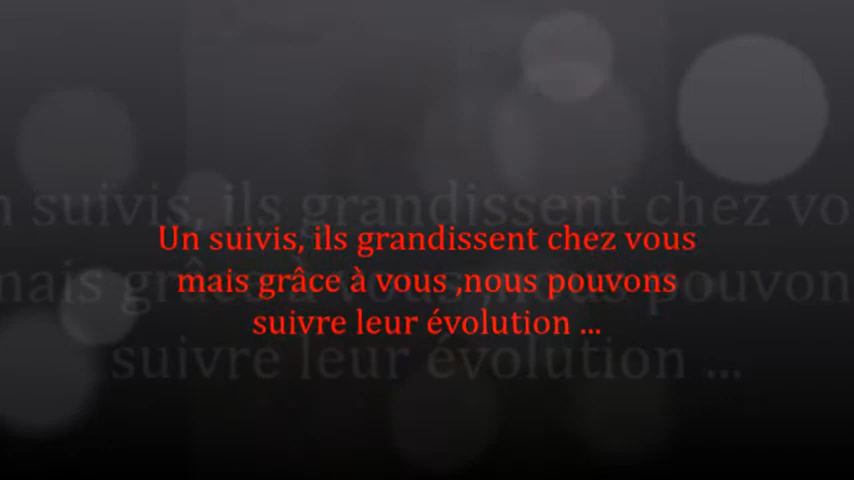 Un suivis, ils grandissent chez vous
mais grâce à vous ,nous pouvons
suivre leur évolution ...